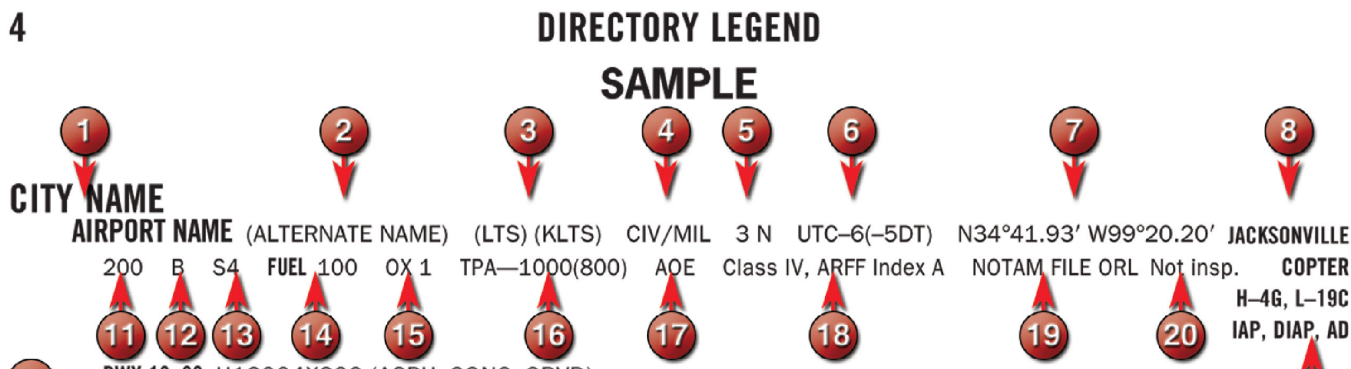 4 DIRECTORY LEGEND
SAMPLE
1 2 3 4 5 6 7 8
CITY NAME
AIRPORT NAME (ALTERNATE NAME) (LTS) (KLTS) CIV/MIL 3 N UTC–6(–5DT) N34°41.93′ W99°20.20′ JACKSONVILLE
200 B S4 FUEL 100 OX 1 TPA—1000(800) AOE Class IV, ARFF Index A NOTAM FILE ORL Not insp. COPTER
H–4G, L–19C
11 12 13 14 15 16 17 18 19 20 IAP, DIAP, AD